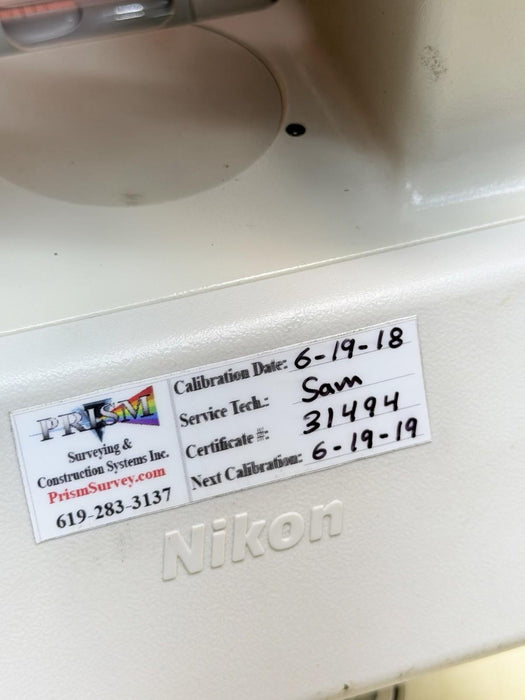 PRISM
Surveying &
Construction Systems Inc.
PrismSurvey.com
619-283-3137
Calibration Date: 6-19-18
Service Tech.: Sam
Certificate #: 31494
Next Calibration: 6-19-19
Nikon